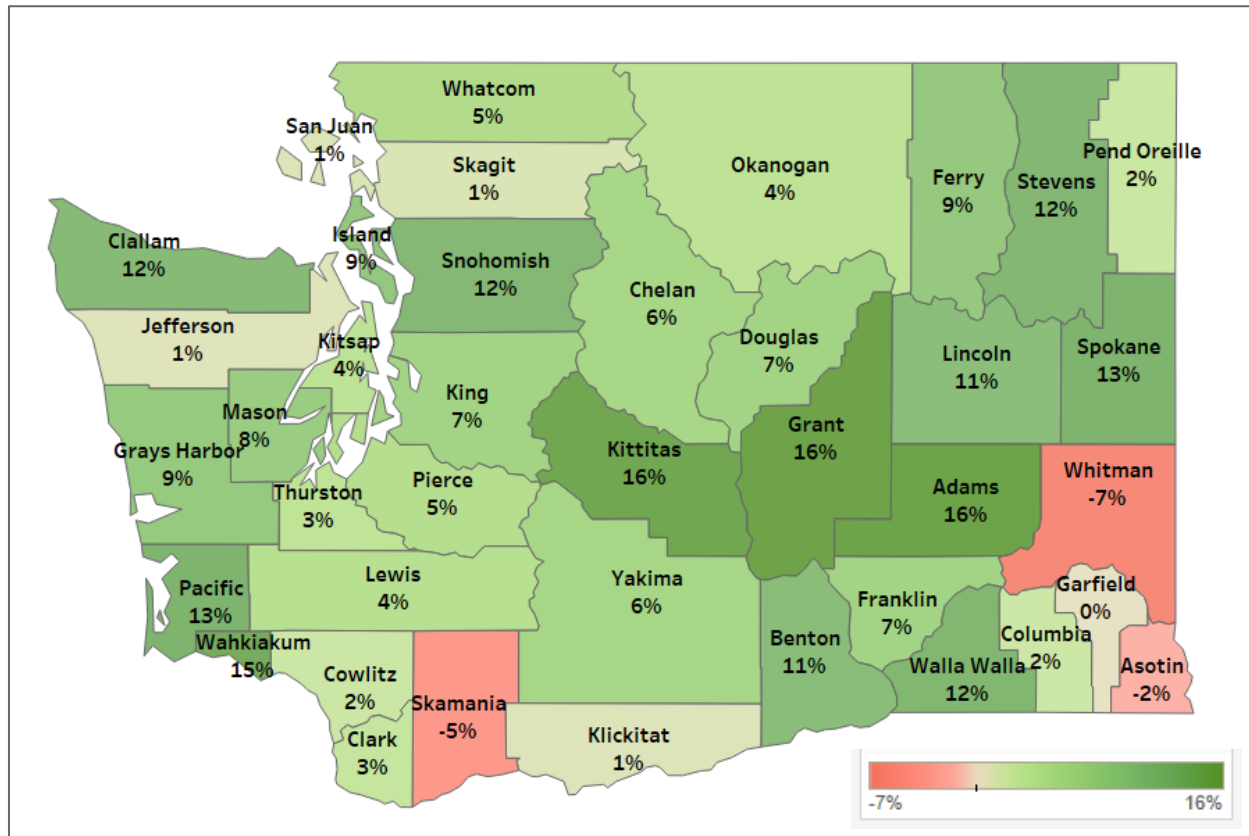 Whatcom
5%
San Juan
1%
Skagit
1%
Okanogan
4%
Ferry
9%
Stevens
12%
Pend Oreille
2%
Clallam
12%
Island
9%
Snohomish
12%
Chelan
6%
Jefferson
1%
Kitsap
4%
Douglas
7%
Lincoln
11%
Spokane
13%
King
7%
Mason
8%
Grays Harbor
9%
Kittitas
16%
Grant
16%
Adams
16%
Whitman
-7%
Thurston
3%
Pierce
5%
Pacific
13%
Lewis
4%
Yakima
6%
Franklin
7%
Garfield
0%
Wahkiakum
15%
Benton
11%
Walla Walla
12%
Columbia
2%
Asotin
-2%
Cowlitz
2%
Skamania
-5%
Clark
3%
Klickitat
1%
-7%
16%